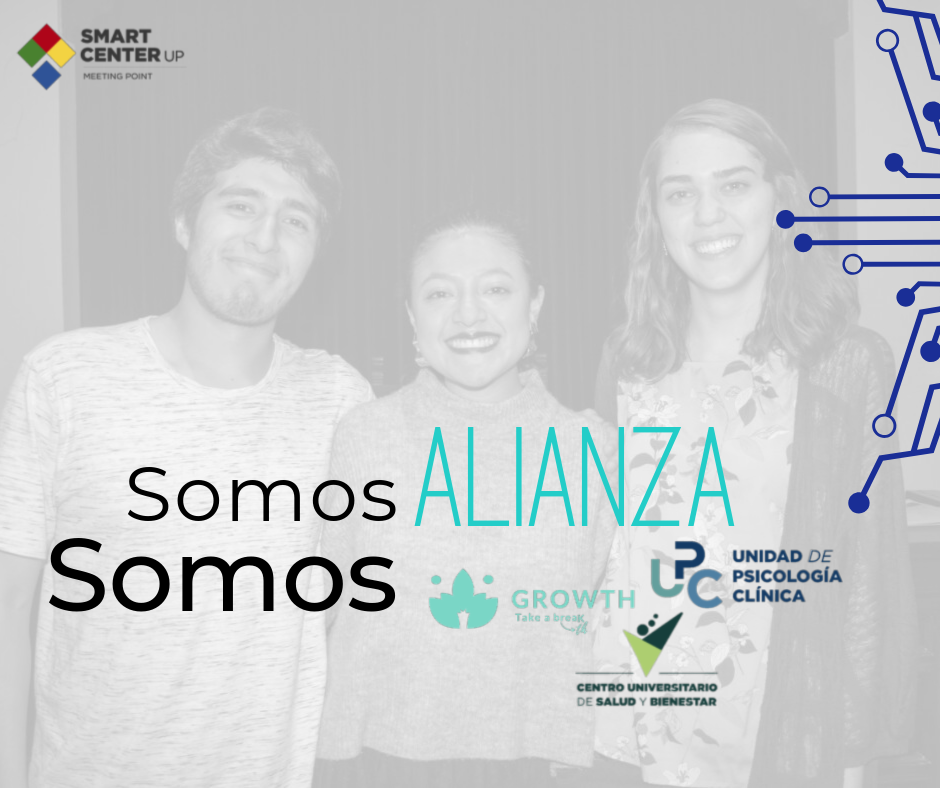 SMART
CENTER UP
MEETING POINT
Somos ALIANZA
Somos
GROWTH
Take a break
UPC
UNIDAD DE
PSICOLOGÍA
CLÍNICA
CENTRO UNIVERSITARIO
DE SALUD Y BIENESTAR